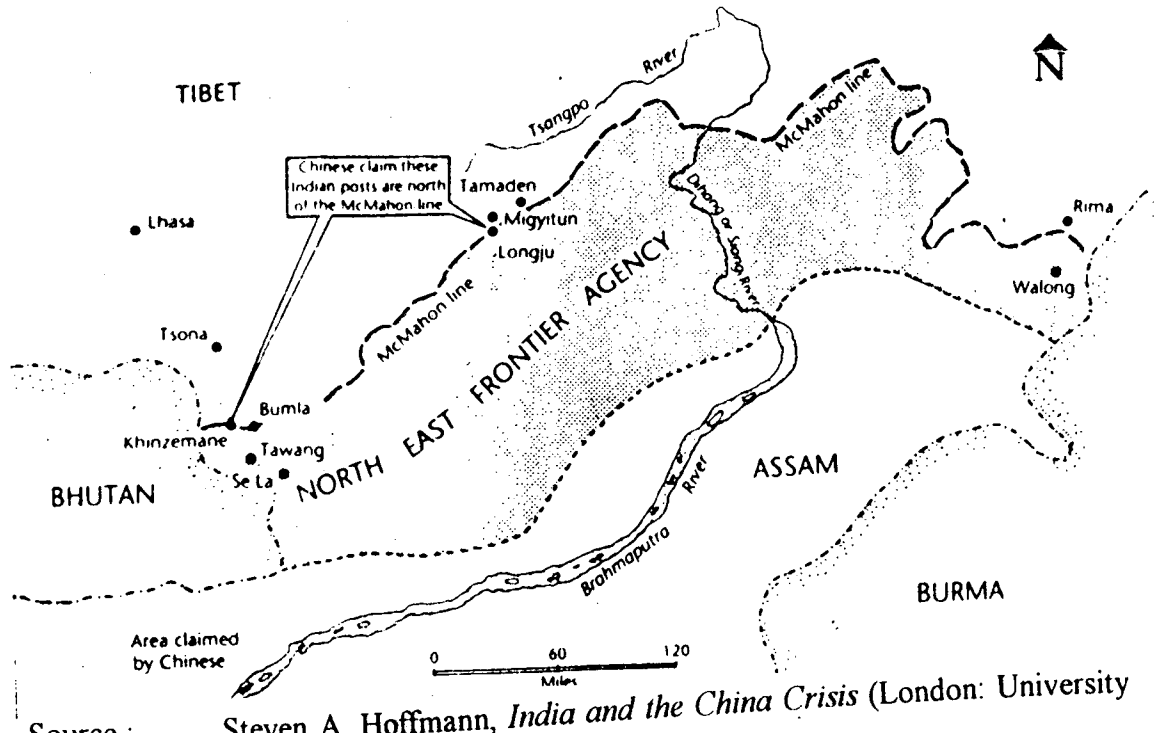 TIBET
Tsangpo River
McMahon line
N
Chinese claim these
Indian posts are north
of the McMahon line
Tamaden
Migyitun
Longju
Lhasa
Dihong or Siong River
Rima
Walong
McMahon line
Tsona
NORTH EAST FRONTIER AGENCY
Bumla
Khinzemane
Tawang
Se La
BHUTAN
ASSAM
Brahmaputra River
BURMA
Area claimed
by Chinese
0 60 120
Miles
Source : Steven A. Hoffmann, India and the China Crisis (London: University